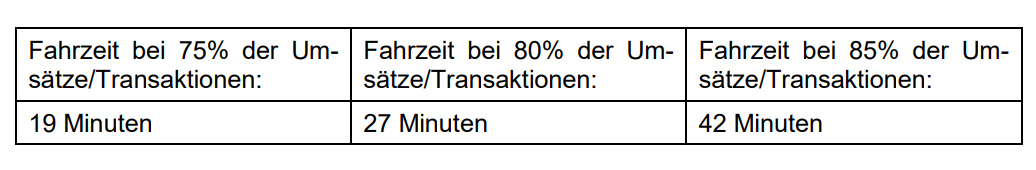 Fahrzeit bei 75% der Um-
sätze/Transaktionen:
Fahrzeit bei 80% der Um-
sätze/Transaktionen:
Fahrzeit bei 85% der Um-
sätze/Transaktionen:
19 Minuten
27 Minuten
42 Minuten